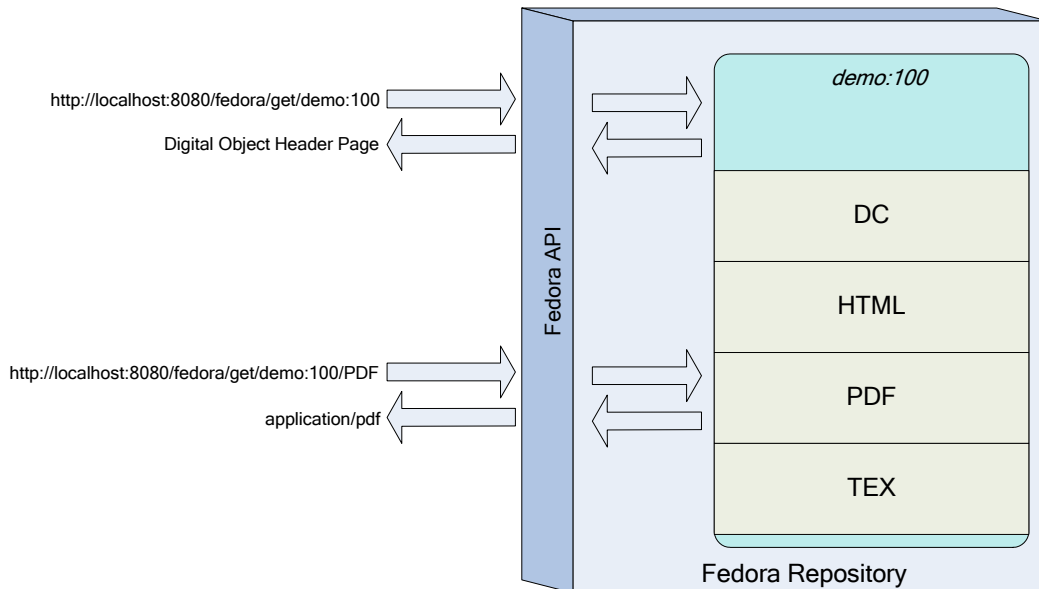 http://localhost:8080/fedora/get/demo:100
Digital Object Header Page
http://localhost:8080/fedora/get/demo:100/PDF
application/pdf
Fedora API
demo:100
DC
HTML
PDF
TEX
Fedora Repository